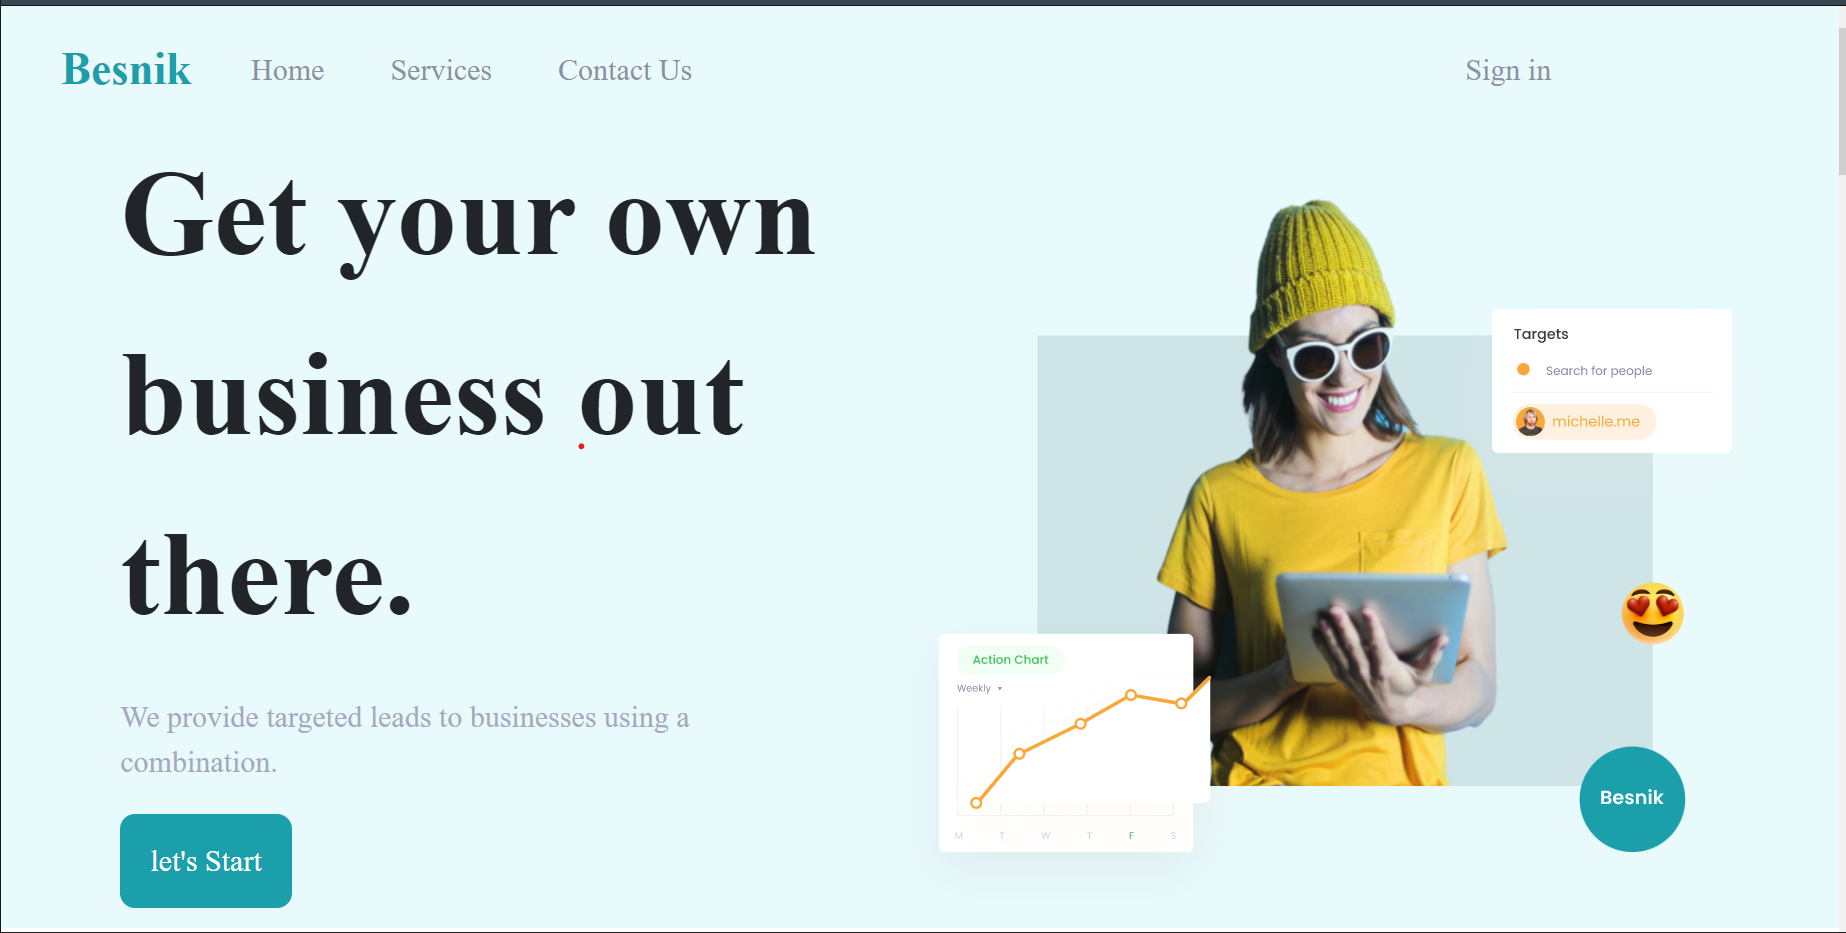 Besnik Home Services Contact Us Sign in
Get your own
business out
there.
We provide targeted leads to businesses using a
combination.
let's Start
Targets
Search for people
michelle.me
Action Chart
Weekly
M T W T F S
Besnik